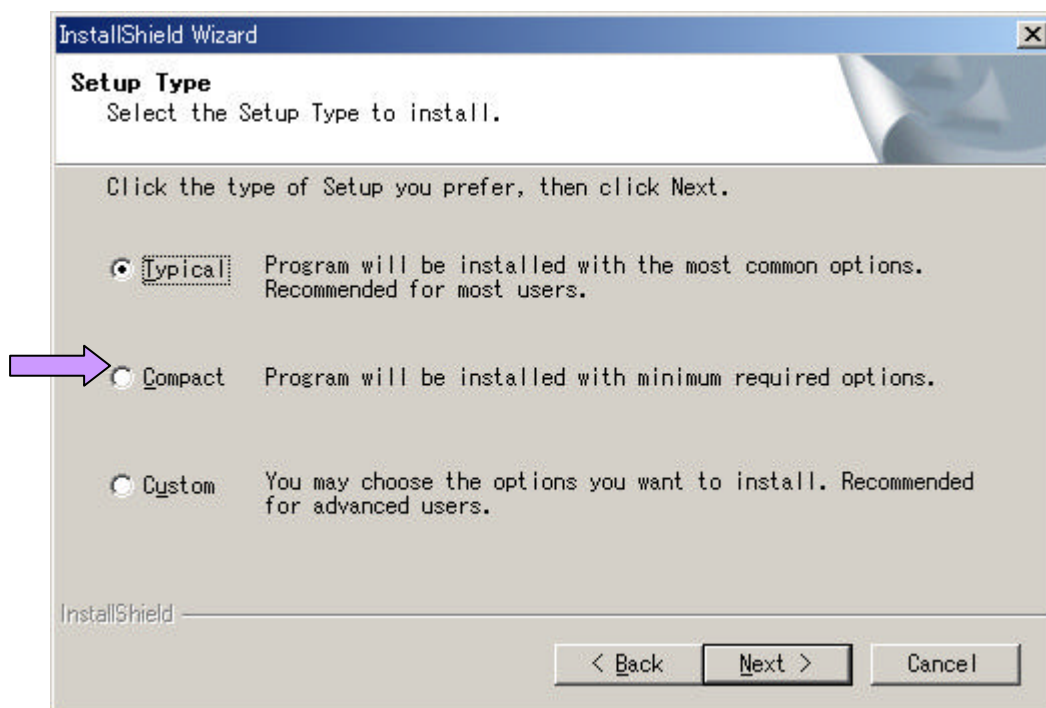 InstallShield Wizard
Setup Type
Select the Setup Type to install.
Click the type of Setup you prefer, then click Next.
Typical
Program will be installed with the most common options.
Recommended for most users.
Compact
Program will be installed with minimum required options.
Custom
You may choose the options you want to install. Recommended
for advanced users.
InstallShield
< Back
Next >
Cancel